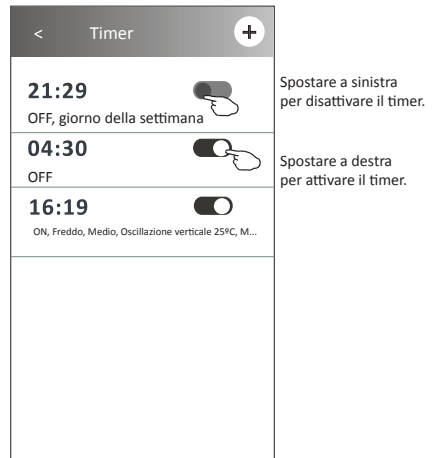 < Timer +
21:29
OFF, giorno della settimana
Spostare a sinistra
per disattivare il timer.
04:30
OFF
Spostare a destra
per attivare il timer.
16:19
ON, Freddo, Medio, Oscillazione verticale 25ºC, M...